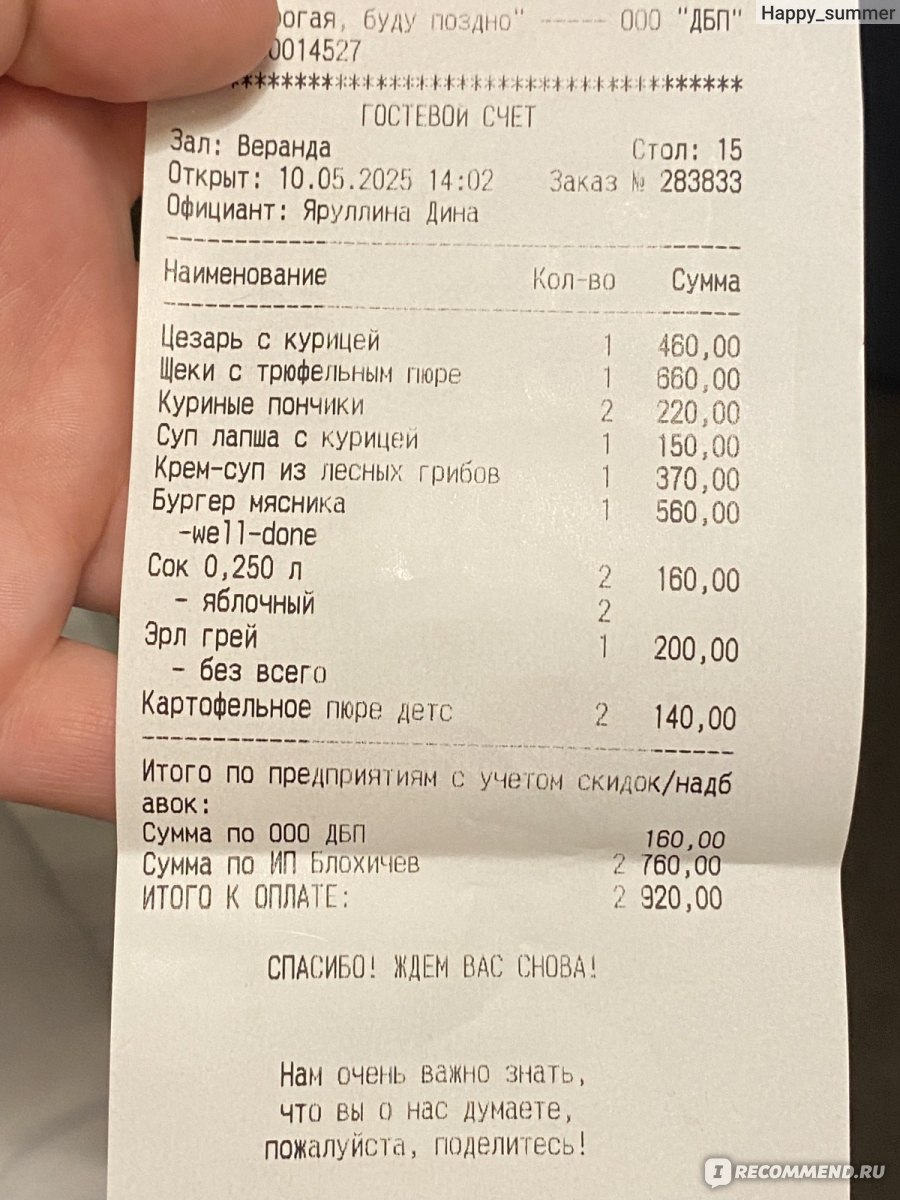 Happy_summer
буду поздно" ----- ООО "ДБП"
0014527
****************************************
ГОСТЕВОЙ СЧЕТ
Зал: Веранда Стол: 15
Открыт: 10.05.2025 14:02 Заказ № 283833
Официант: Яруллина Дина
Наименование Кол-во Сумма
Цезарь с курицей 1 460,00
Щеки с трюфельным пюре 1 660,00
Куриные пончики 2 220,00
Суп лапша с курицей 1 150,00
Крем-суп из лесных грибов 1 370,00
Бургер мясника 1 560,00
-well-done
Сок 0,250 л 2 160,00
- яблочный 2
Эрл грей 1 200,00
- без всего
Картофельное пюре детс 2 140,00
Итого по предприятиям с учетом скидок/надб
авок:
Сумма по ООО ДБП 160,00
Сумма по ИП Блохичев 2 760,00
ИТОГО К ОПЛАТЕ: 2 920,00
СПАСИБО! ЖДЕМ ВАС СНОВА!
Нам очень важно знать,
что вы о нас думаете,
пожалуйста, поделитесь!
IRECOMMEND.RU